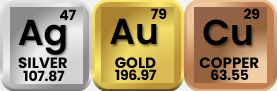 47
Ag
SILVER
107.87
79
Au
GOLD
196.97
29
Cu
COPPER
63.55